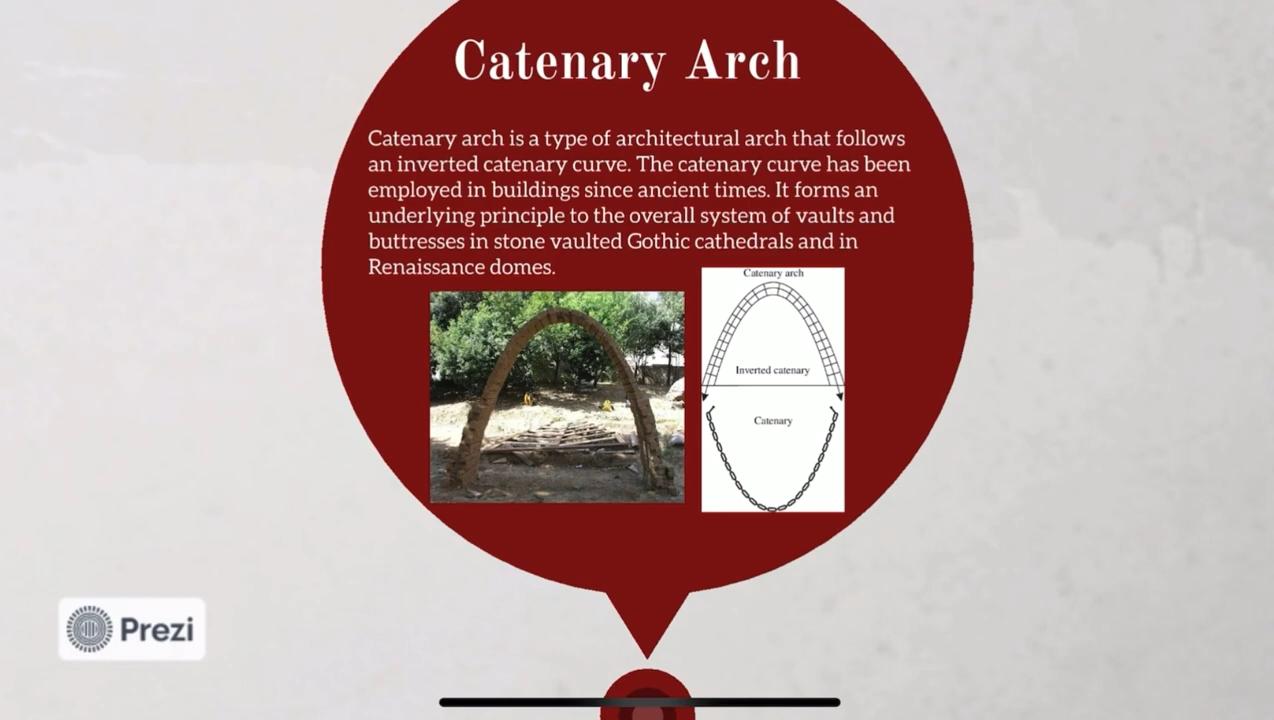 Catenary Arch
Catenary arch is a type of architectural arch that follows
an inverted catenary curve. The catenary curve has been
employed in buildings since ancient times. It forms an
underlying principle to the overall system of vaults and
buttresses in stone vaulted Gothic cathedrals and in
Renaissance domes.
Catenary arch
Inverted catenary
Catenary
Prezi